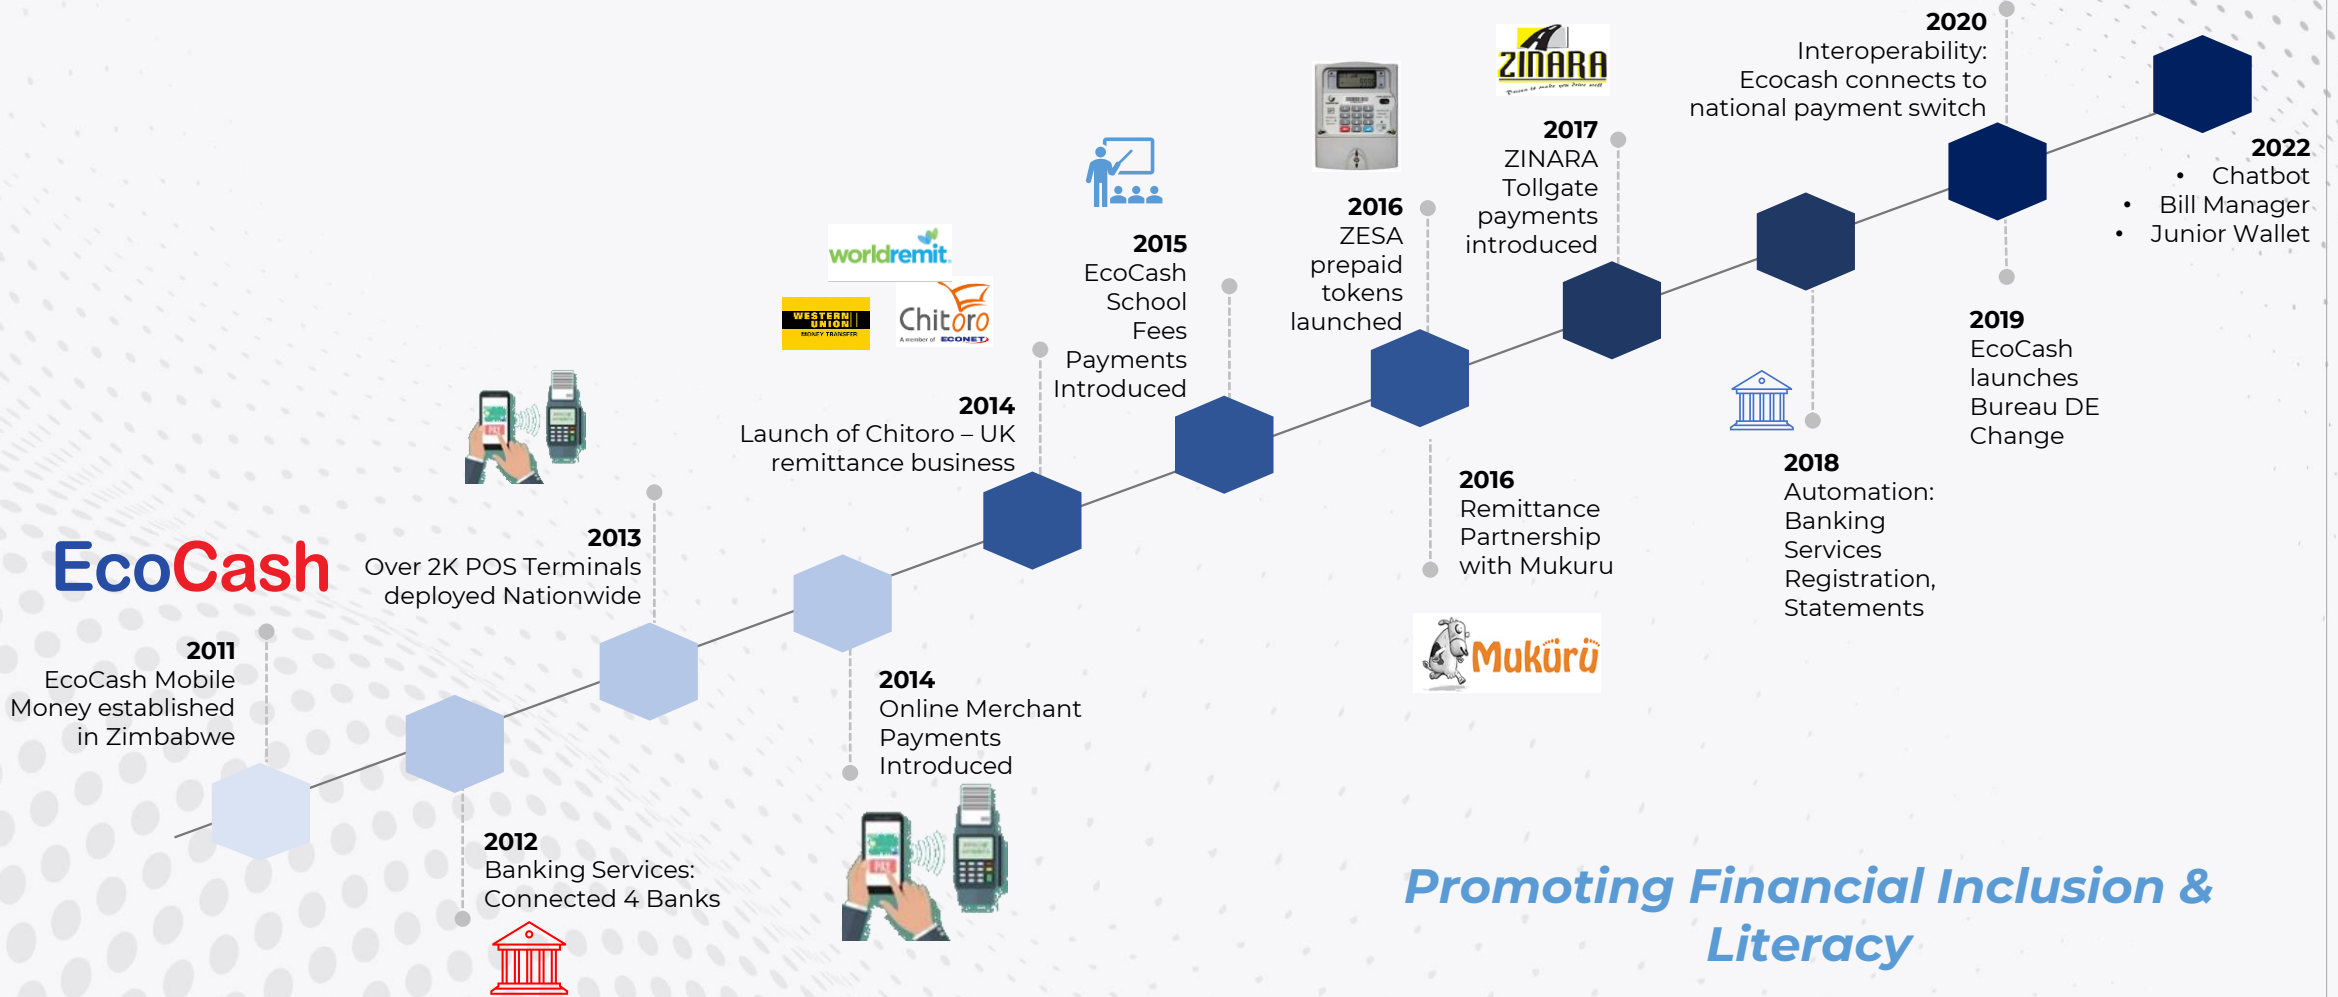 EcoCash
2011
EcoCash Mobile
Money established
in Zimbabwe
2012
Banking Services:
Connected 4 Banks
2013
Over 2K POS Terminals
deployed Nationwide
2014
Online Merchant
Payments
Introduced
PAY
worldremit
WESTERN
UNION
MONEY TRANSFER
Chitoro
A member of ECONET
2014
Launch of Chitoro – UK
remittance business
2015
EcoCash
School
Fees
Payments
Introduced
2016
ZESA
prepaid
tokens
launched
2016
Remittance
Partnership
with Mukuru
Mukuru
ZINARA
2017
ZINARA
Tollgate
payments
introduced
2018
Automation:
Banking
Services
Registration,
Statements
2019
EcoCash
launches
Bureau DE
Change
2020
Interoperability:
Ecocash connects to
national payment switch
2022
• Chatbot
• Bill Manager
• Junior Wallet
Promoting Financial Inclusion &
Literacy